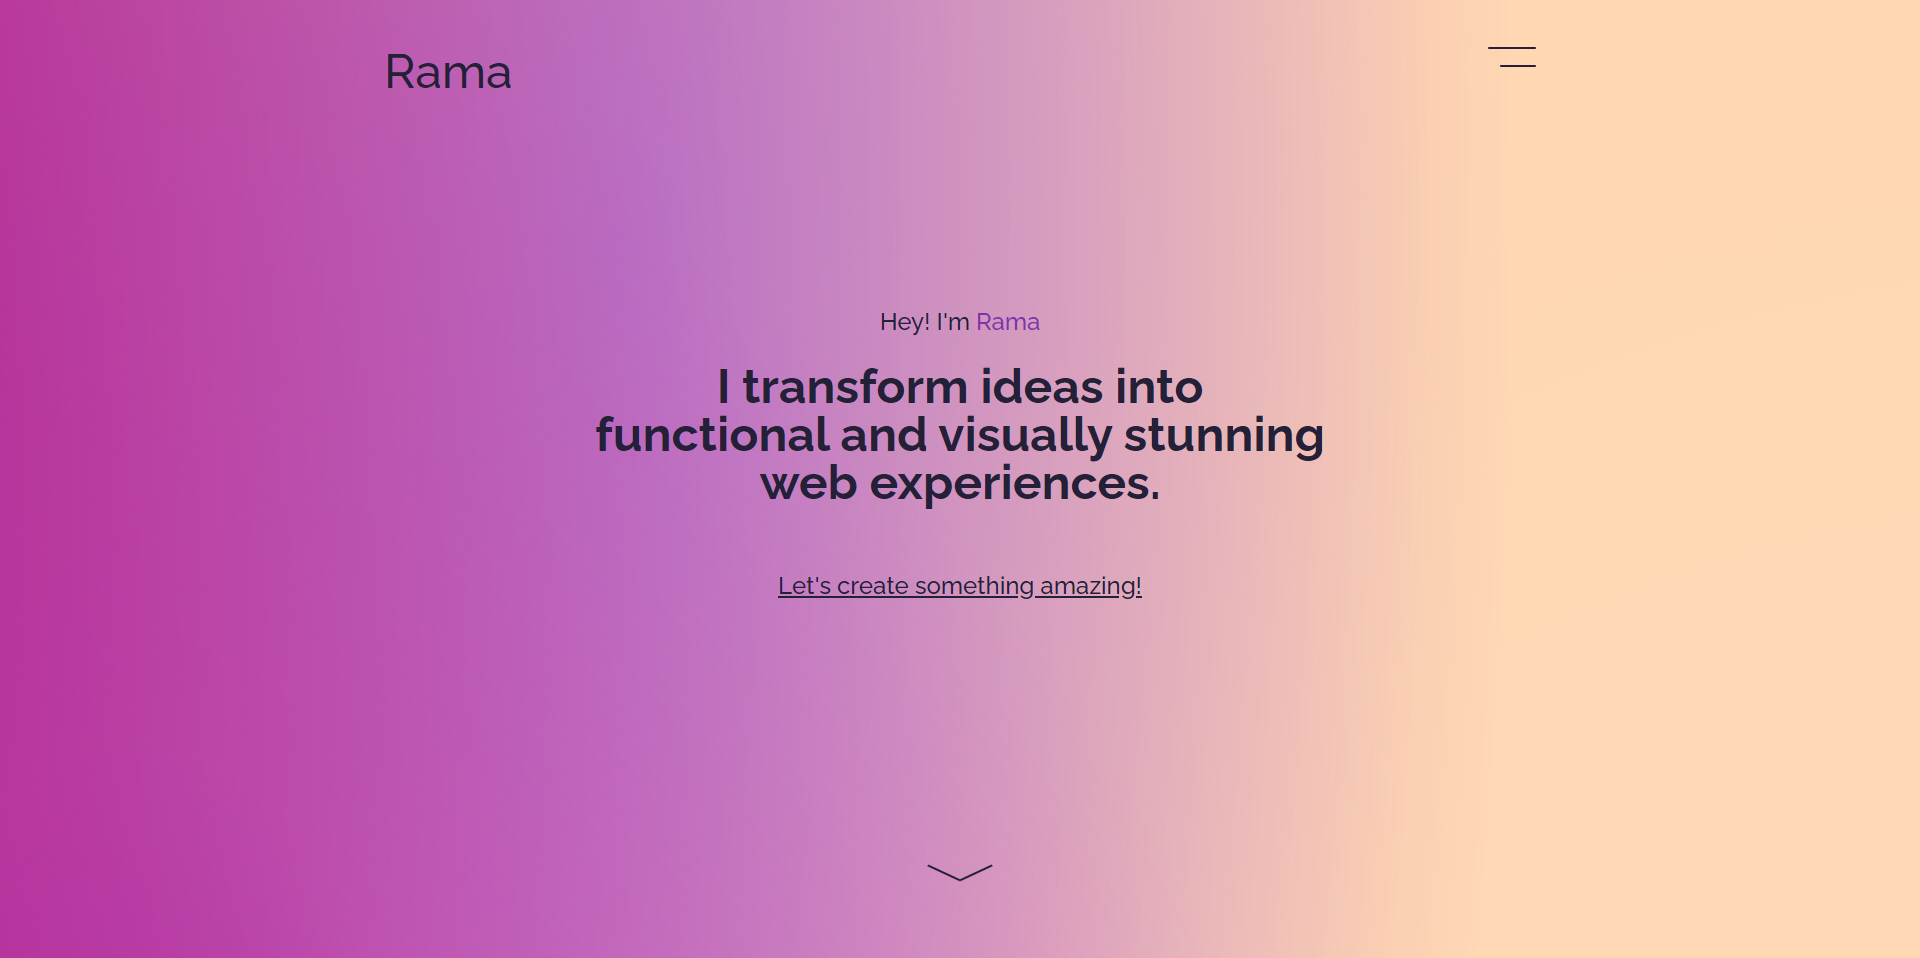 Rama
Hey! I'm Rama
I transform ideas into
functional and visually stunning
web experiences.
Let's create something amazing!